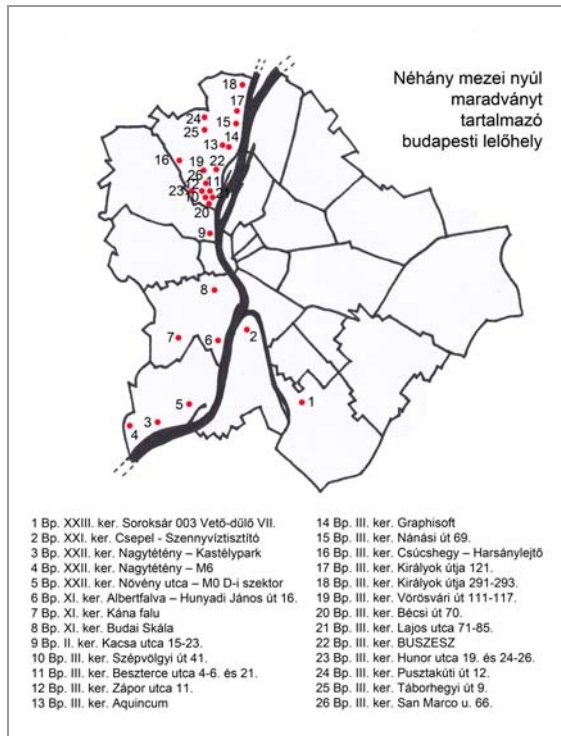 Néhány mezei nyúl
maradványt
tartalmazó
budapesti lelőhely
18
17
24
15
25
14
13
16
19
22
26
12
11
23
10
21
20
9
8
7
6
2
5
1
3
4
1 Bp. XXIII. ker. Soroksár 003 Vető-dűlő VII.
2 Bp. XXI. ker. Csepel - Szennyvíztisztító
3 Bp. XXII. ker. Nagytétény – Kastélypark
4 Bp. XXII. ker. Nagytétény – M6
5 Bp. XXII. ker. Növény utca – M0 D-i szektor
6 Bp. XI. ker. Albertfalva – Hunyadi János út 16.
7 Bp. XI. ker. Kána falu
8 Bp. XI. ker. Budai Skála
9 Bp. II. ker. Kacsa utca 15-23.
10 Bp. III. ker. Szépvölgyi út 41.
11 Bp. III. ker. Beszterce utca 4-6. és 21.
12 Bp. III. ker. Zápor utca 11.
13 Bp. III. ker. Aquincum
14 Bp. III. ker. Graphisoft
15 Bp. III. ker. Nánási út 69.
16 Bp. III. ker. Csúcshegy – Harsánylejtő
17 Bp. III. ker. Királyok útja 121.
18 Bp. III. ker. Királyok útja 291-293.
19 Bp. III. ker. Vörösvári út 111-117.
20 Bp. III. ker. Bécsi út 70.
21 Bp. III. ker. Lajos utca 71-85.
22 Bp. III. ker. BUSZESZ
23 Bp. III. ker. Hunor utca 19. és 24-26.
24 Bp. III. ker. Pusztakúti út 12.
25 Bp. III. ker. Táborhegyi út 9.
26 Bp. III. ker. San Marco u. 66.